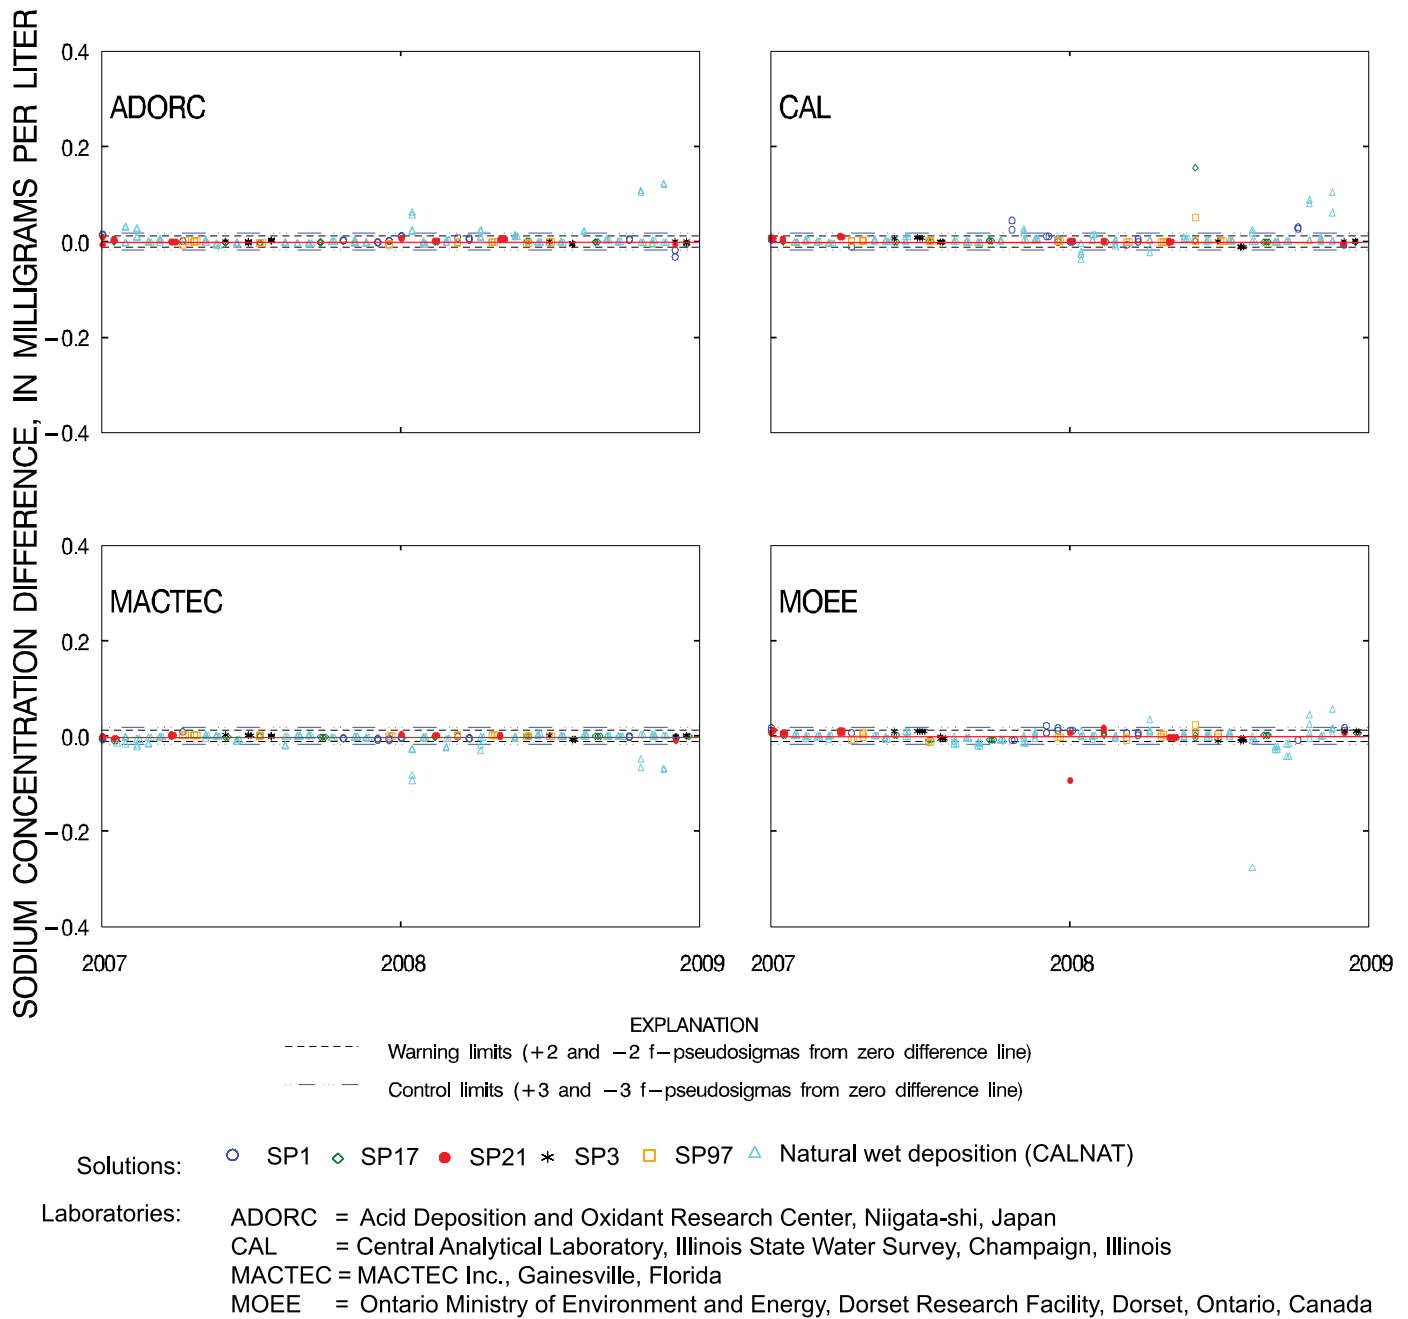 SODIUM CONCENTRATION DIFFERENCE, IN MILLIGRAMS PER LITER
0.4
0.2
0.0
−0.2
−0.4
ADORC
CAL
0.4
0.2
0.0
−0.2
−0.4
MACTEC
MOEE
2007 2008 2009
2007 2008 2009
EXPLANATION
Warning limits (+2 and −2 f−pseudosigmas from zero difference line)
Control limits (+3 and −3 f−pseudosigmas from zero difference line)
Solutions: SP1 SP17 SP21 SP3 SP97 Natural wet deposition (CALNAT)
Laboratories: ADORC = Acid Deposition and Oxidant Research Center, Niigata-shi, Japan
CAL = Central Analytical Laboratory, Illinois State Water Survey, Champaign, Illinois
MACTEC = MACTEC Inc., Gainesville, Florida
MOEE = Ontario Ministry of Environment and Energy, Dorset Research Facility, Dorset, Ontario, Canada